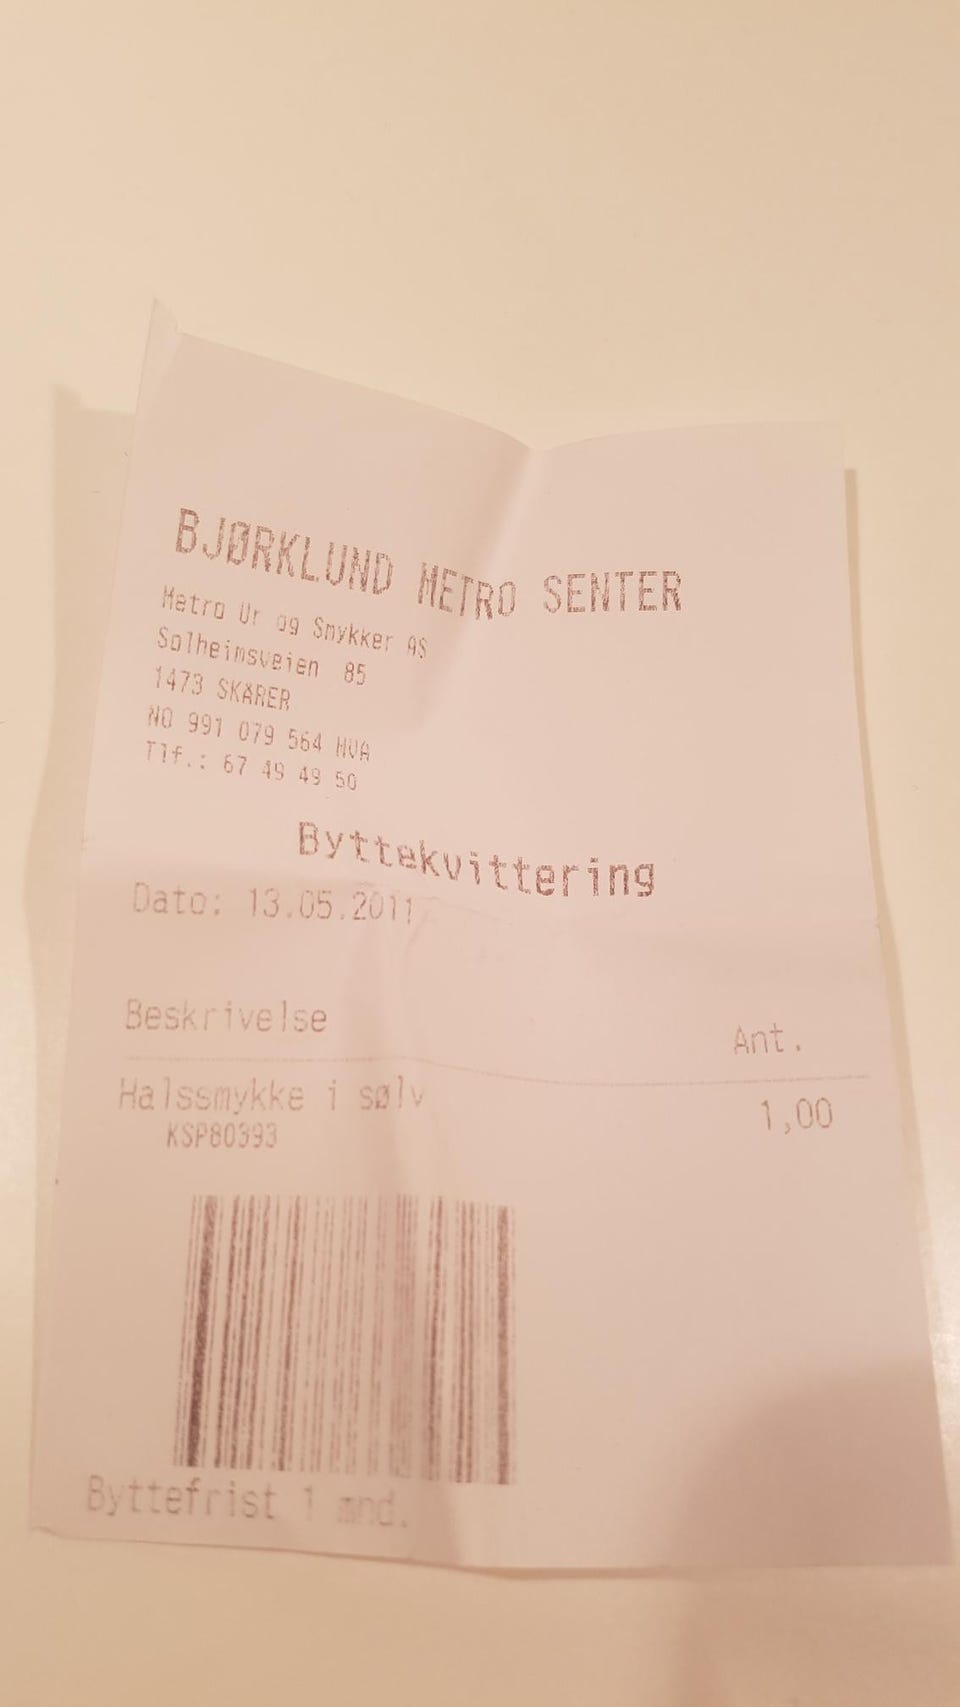 BJØRKLUND METRO SENTER
Metro Ur og Smykker AS
Solheimsveien 85
1473 SKÅRER
NO 991 079 564 MVA
Tlf.: 67 49 49 50
Byttekvittering
Dato: 13.05.2011
Beskrivelse Ant.
Halssmykke i sølv 1,00
KSP80393
Byttefrist 1 mnd.